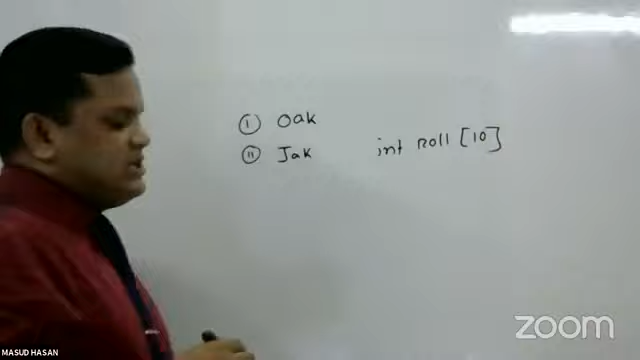 ① Oak
② Jak int Roll [10]
zoom
MASUD HASAN